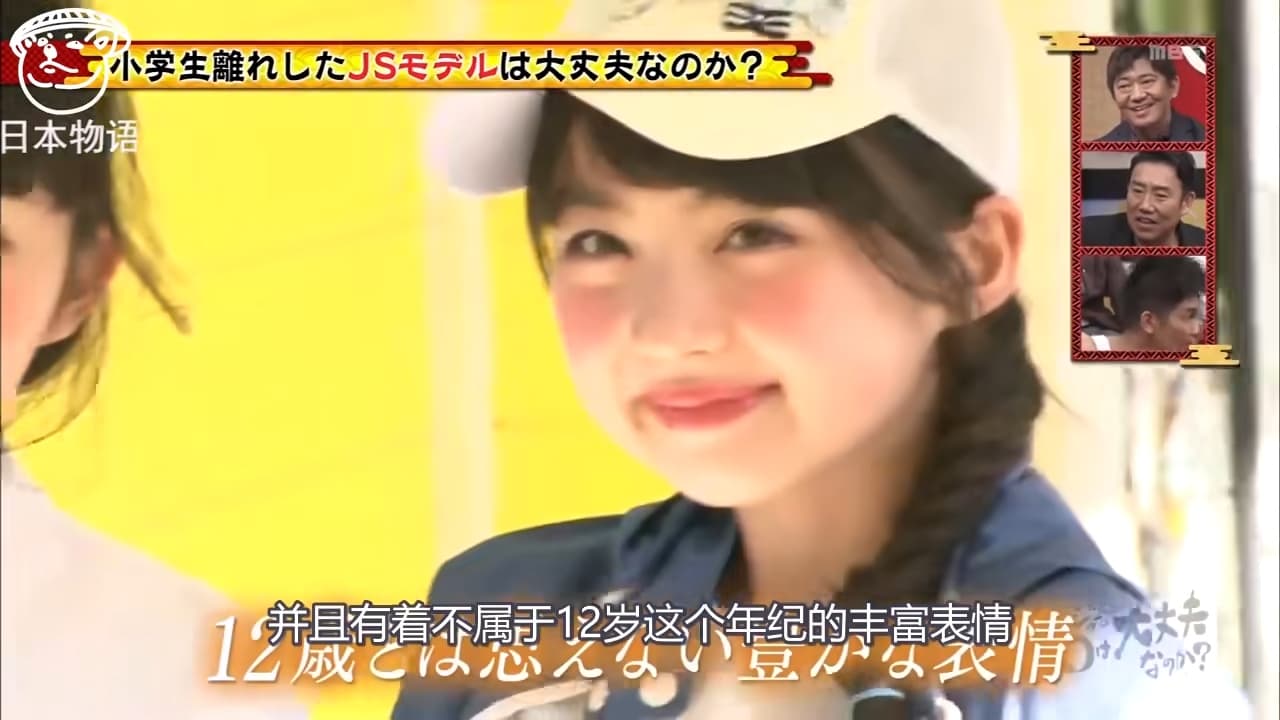 小学生離れしたJSモデルは大丈夫なのか？
日本物语
并且有着不属于12岁这个年纪的丰富表情
12歳とは思えない豊かな表情
は大丈夫
なのか?